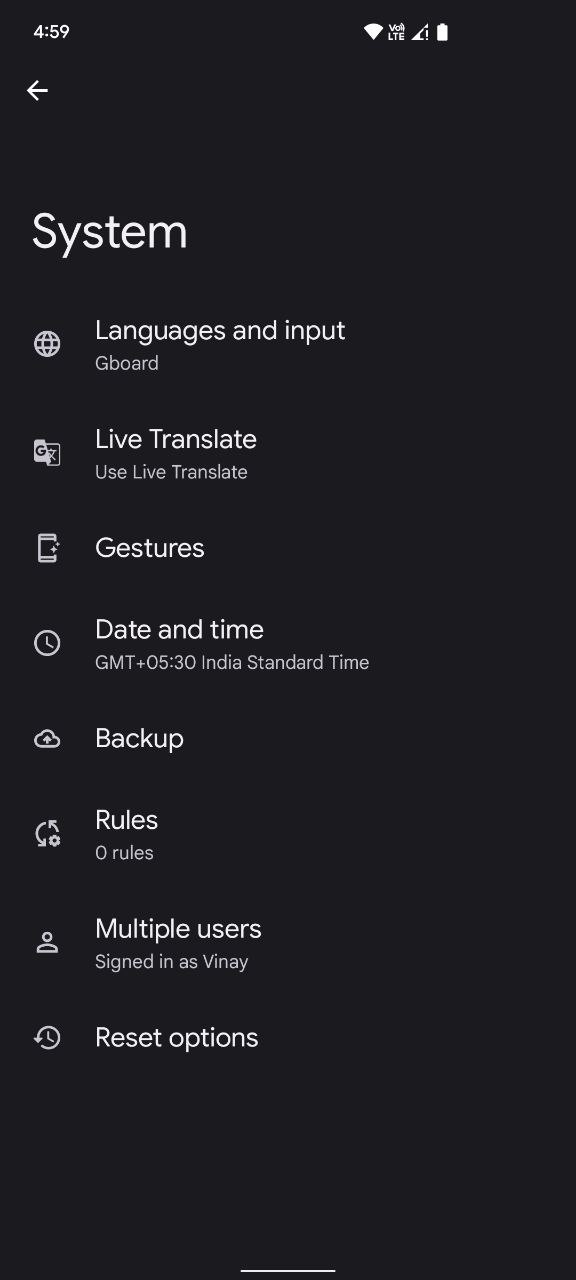 4:59
Vo))
LTE
System
Languages and input
Gboard
Live Translate
Use Live Translate
Gestures
Date and time
GMT+05:30 India Standard Time
Backup
Rules
0 rules
Multiple users
Signed in as Vinay
Reset options